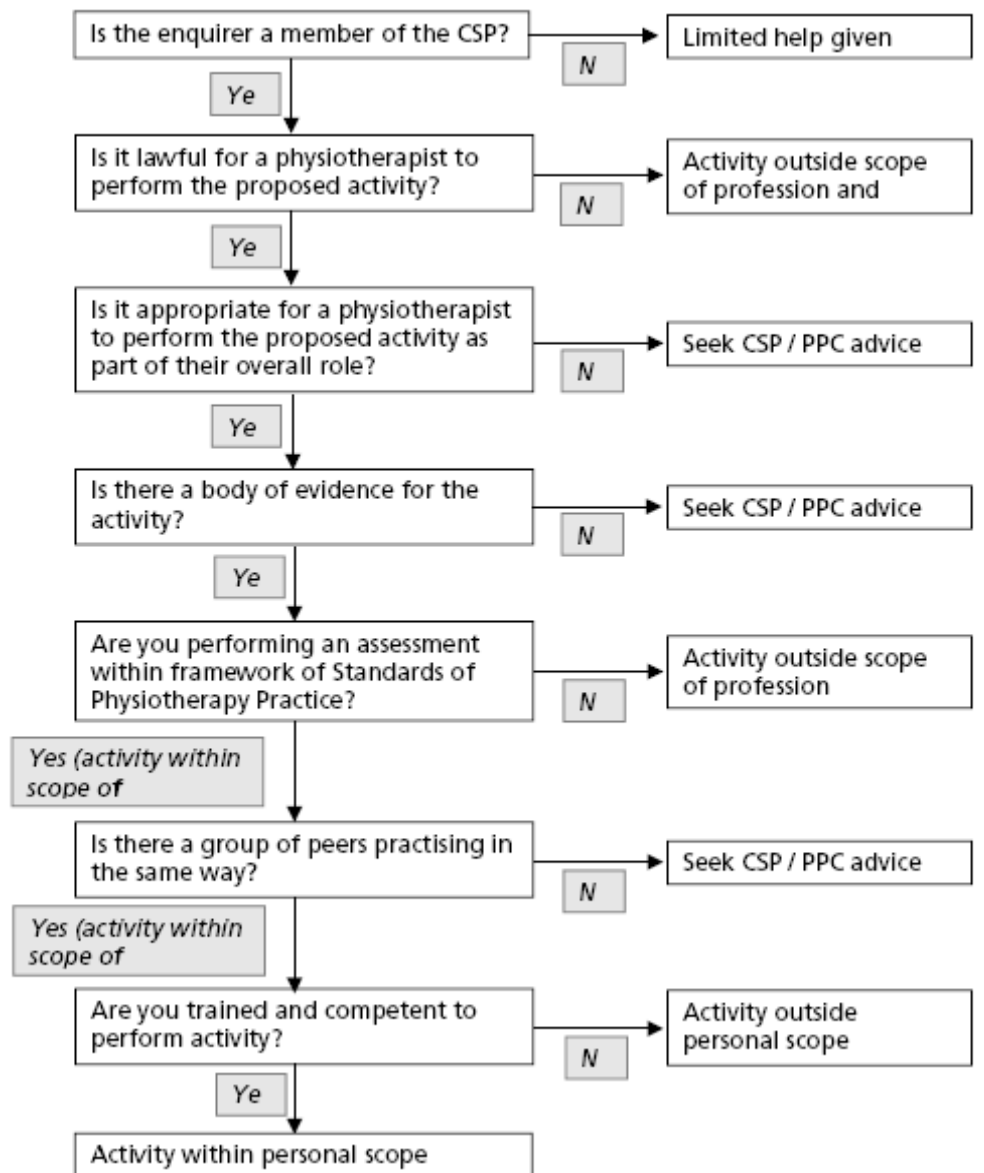 Is the enquirer a member of the CSP?
N
Limited help given
Ye
Is it lawful for a physiotherapist to
perform the proposed activity?
N
Activity outside scope
of profession and
Ye
Is it appropriate for a physiotherapist
to perform the proposed activity as
part of their overall role?
N
Seek CSP / PPC advice
Ye
Is there a body of evidence for the
activity?
N
Seek CSP / PPC advice
Ye
Are you performing an assessment
within framework of Standards of
Physiotherapy Practice?
N
Activity outside scope
of profession
Yes (activity within
scope of
Is there a group of peers practising in
the same way?
N
Seek CSP / PPC advice
Yes (activity within
scope of
Are you trained and competent to
perform activity?
N
Activity outside
personal scope
Ye
Activity within personal scope